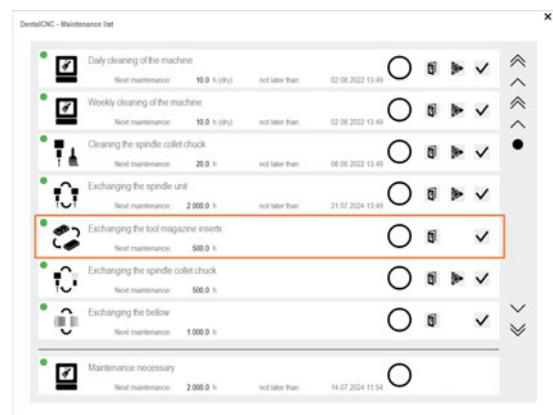 DentalCNC - Maintenance list
Daily cleaning of the machine
Next maintenance: 10.0 h (dry) not later than: 02.08.2022 13:49
Weekly cleaning of the machine
Next maintenance: 10.0 h (dry) not later than: 02.08.2022 13:49
Cleaning the spindle collet chuck
Next maintenance: 20.0 h not later than: 08.08.2022 13:49
Exchanging the spindle unit
Next maintenance: 2 000.0 h not later than: 21.07.2024 13:49
Exchanging the tool magazine inserts
Next maintenance: 500.0 h
Exchanging the spindle collet chuck
Next maintenance: 500.0 h
Exchanging the bellow
Next maintenance: 1 000.0 h
Maintenance necessary
Next maintenance: 2 000.0 h not later than: 14.07.2024 11:54